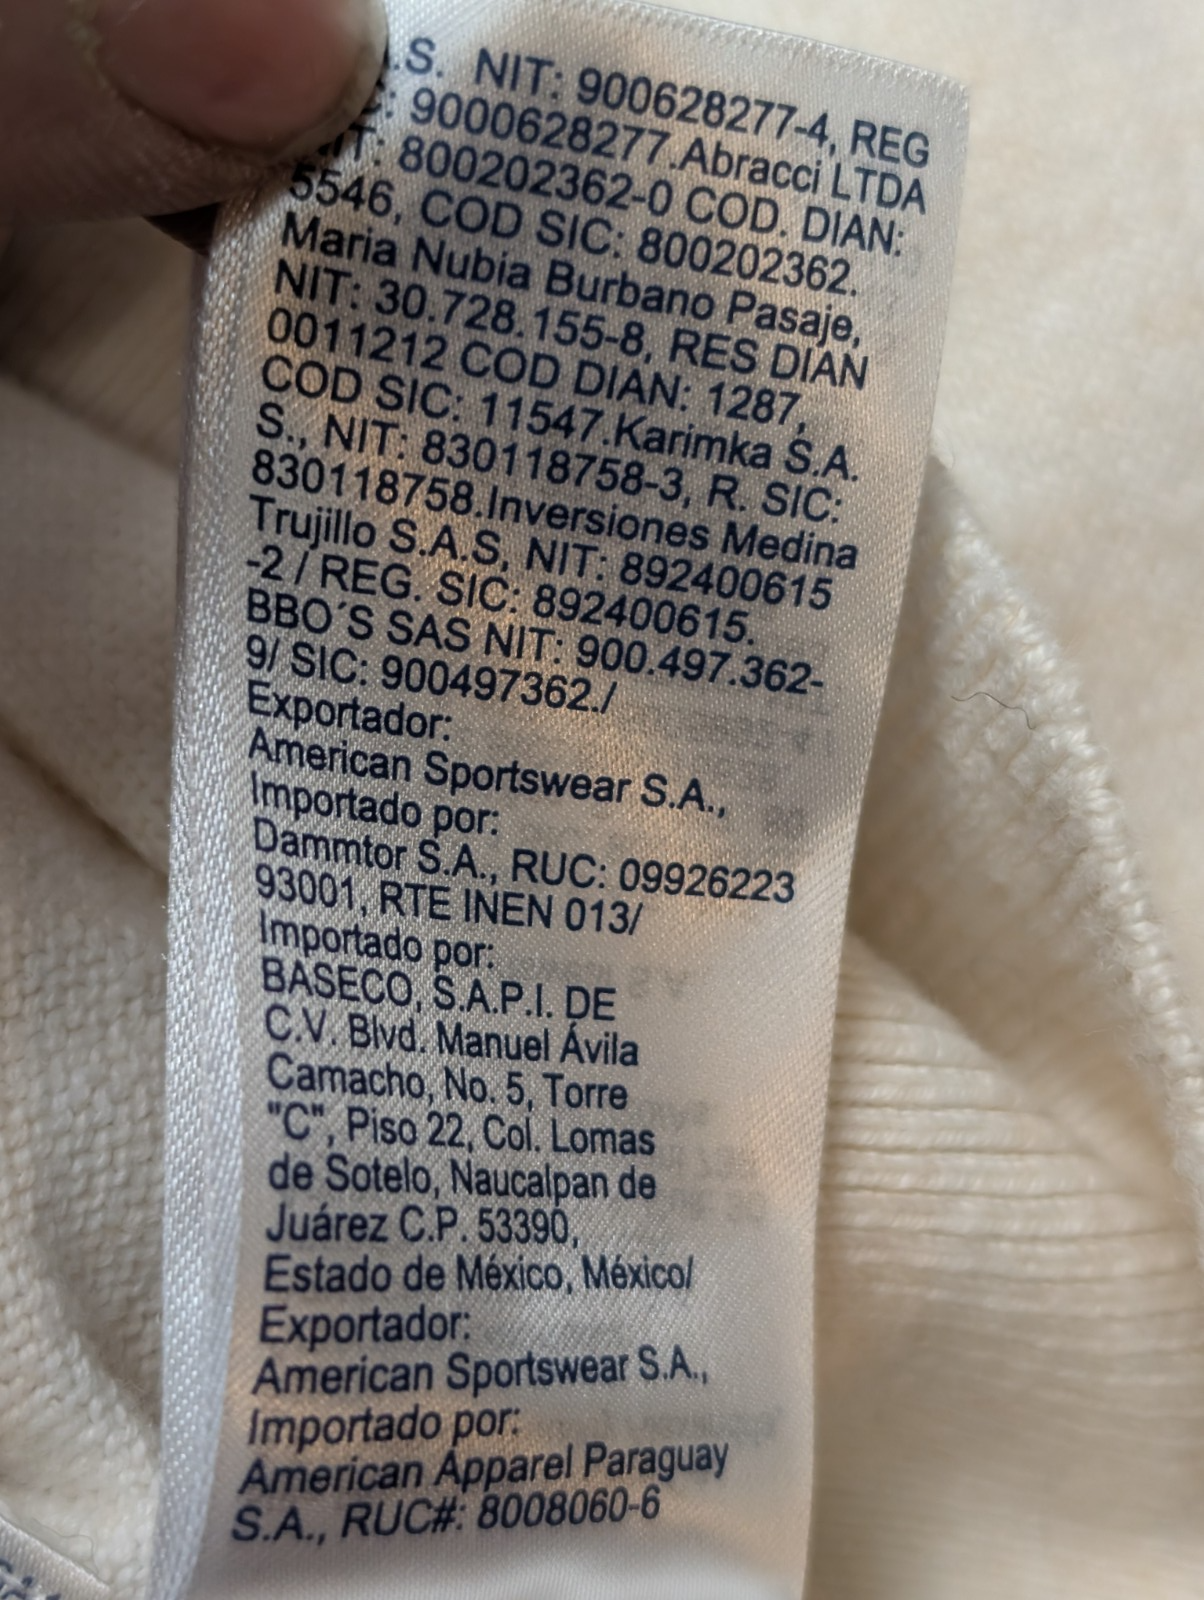 .S. NIT: 900628277-4, REG
: 9000628277.Abracci LTDA
NIT: 800202362-0 COD. DIAN:
5546, COD SIC: 800202362.
Maria Nubia Burbano Pasaje,
NIT: 30.728.155-8, RES DIAN
0011212 COD DIAN: 1287,
COD SIC: 11547.Karimka S.A.
S., NIT: 830118758-3, R. SIC:
830118758.Inversiones Medina
Trujillo S.A.S, NIT: 892400615
-2 / REG. SIC: 892400615.
BBO´S SAS NIT: 900.497.362-
9/ SIC: 900497362./
Exportador:
American Sportswear S.A.,
Importado por:
Dammtor S.A., RUC: 09926223
93001, RTE INEN 013/
Importado por:
BASECO, S.A.P.I. DE
C.V. Blvd. Manuel Ávila
Camacho, No. 5, Torre
"C", Piso 22, Col. Lomas
de Sotelo, Naucalpan de
Juárez C.P. 53390,
Estado de México, México/
Exportador:
American Sportswear S.A.,
Importado por:
American Apparel Paraguay
S.A., RUC#: 8008060-6